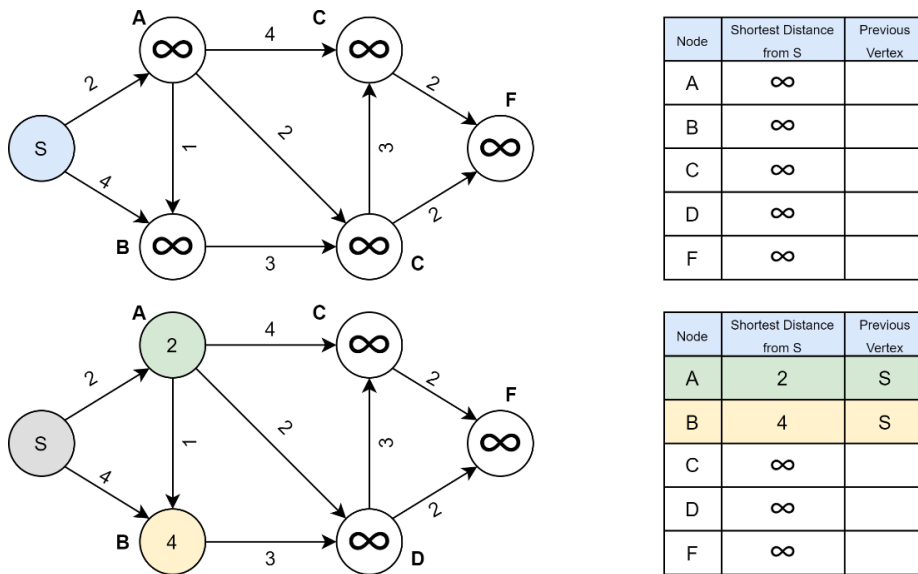 A
4
C
∞
∞
2
2
F
S
1
2
3
∞
4
2
B
∞
3
∞
C
Node
Shortest Distance from S
Previous Vertex
A ∞
B ∞
C ∞
D ∞
F ∞
A
4
C
2
∞
2
2
F
S
1
2
3
∞
4
2
B
4
3
∞
D
Node
Shortest Distance from S
Previous Vertex
A 2 S
B 4 S
C ∞
D ∞
F ∞